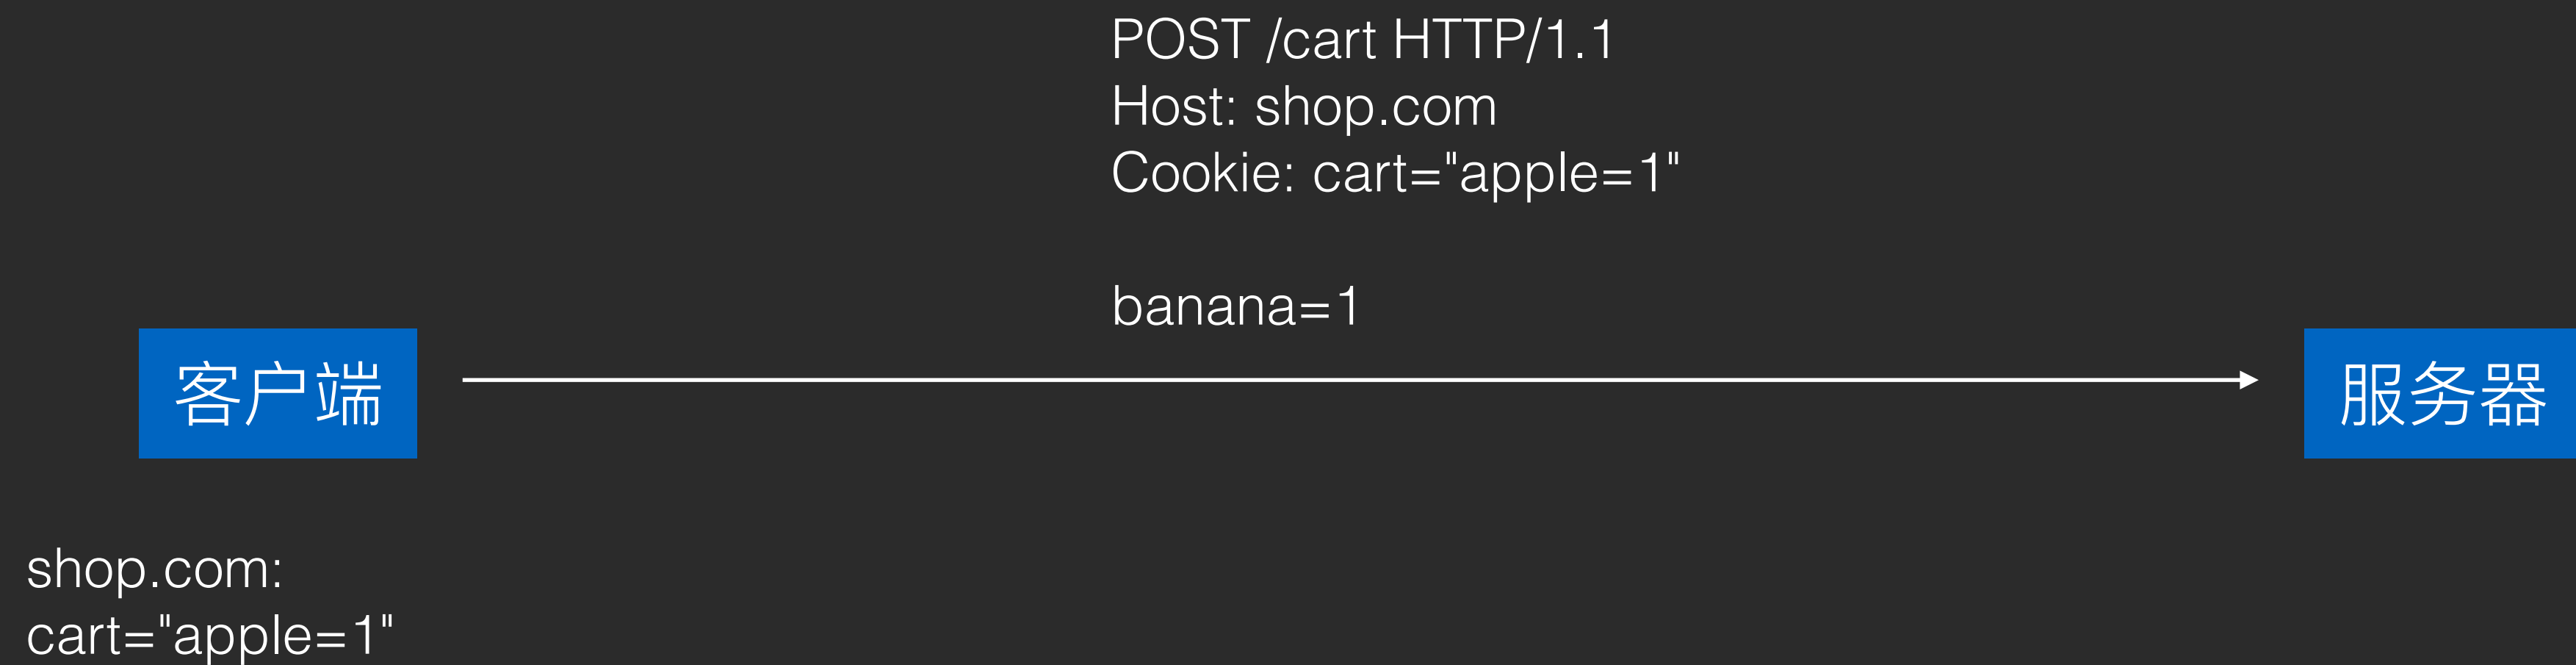 POST /cart HTTP/1.1
Host: shop.com
Cookie: cart="apple=1"
banana=1
客户端
服务器
shop.com:
cart="apple=1"